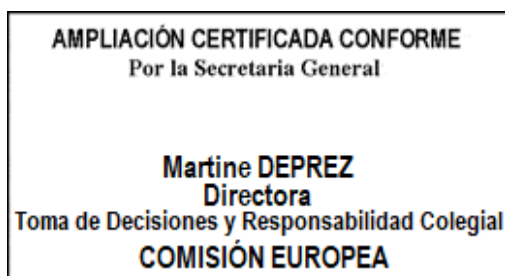 AMPLIACIÓN CERTIFICADA CONFORME
Por la Secretaria General
Martine DEPREZ
Directora
Toma de Decisiones y Responsabilidad Colegial
COMISIÓN EUROPEA